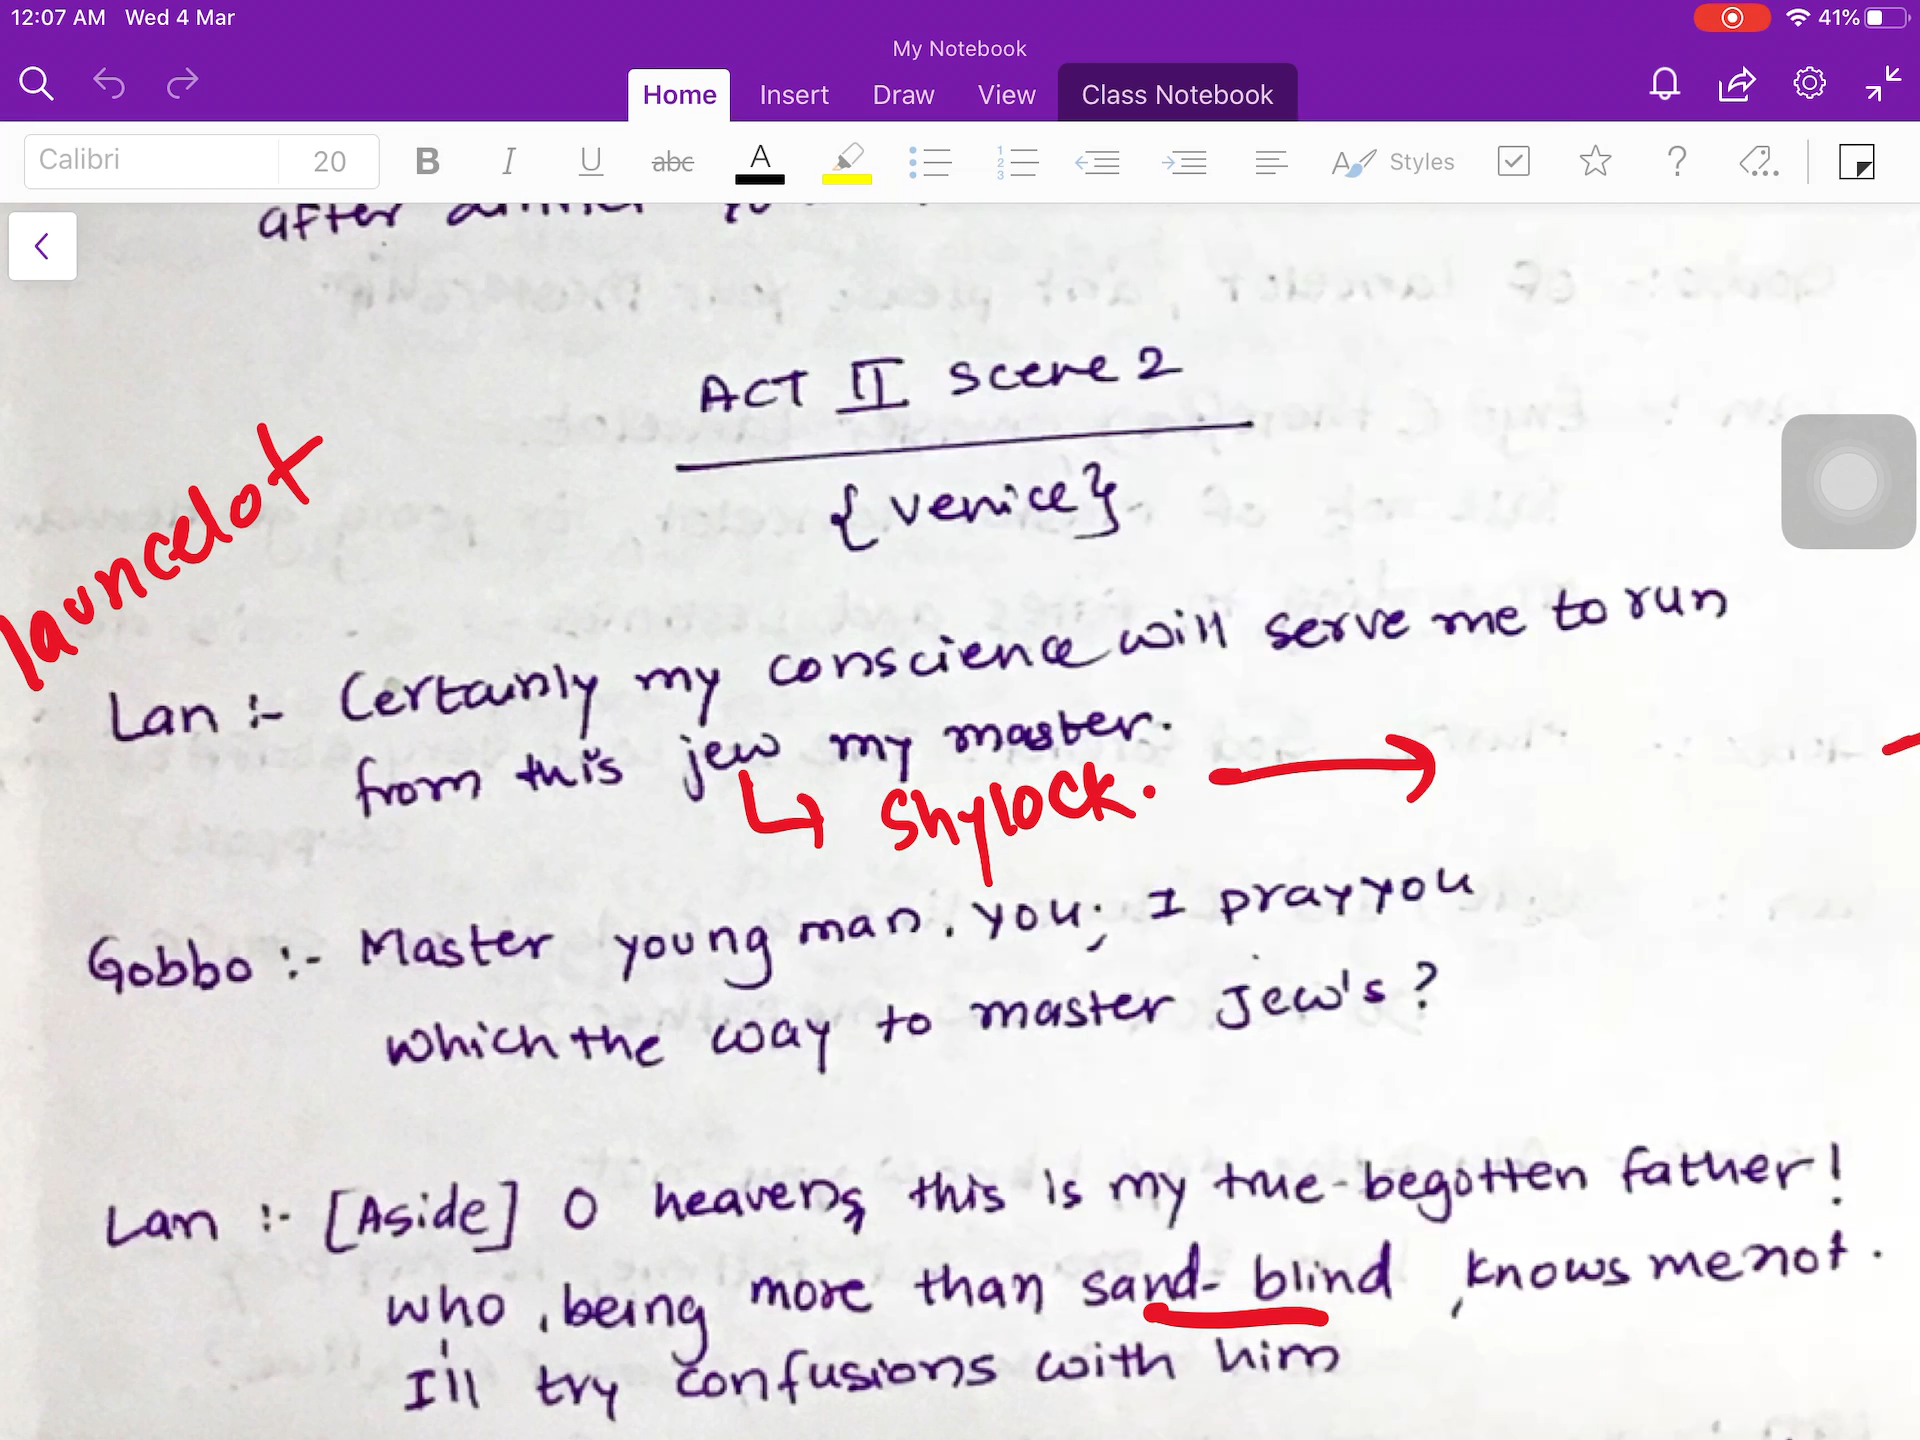 12:07 AM Wed 4 Mar
41%
My Notebook
Home Insert Draw View Class Notebook
Calibri 20 B I U abc A Styles
after dinner
ACT II Scene 2
{Venice}
launcelot
Lan :- Certainly my conscience will serve me to run
from this jew my master.
↳ Shylock. →
Gobbo :- Master young man, you; I pray you
which the way to master Jew's?
Lan :- [Aside] O heavens, this is my true-begotten father!
who, being more than sand-blind, knows me not.
I'll try confusions with him